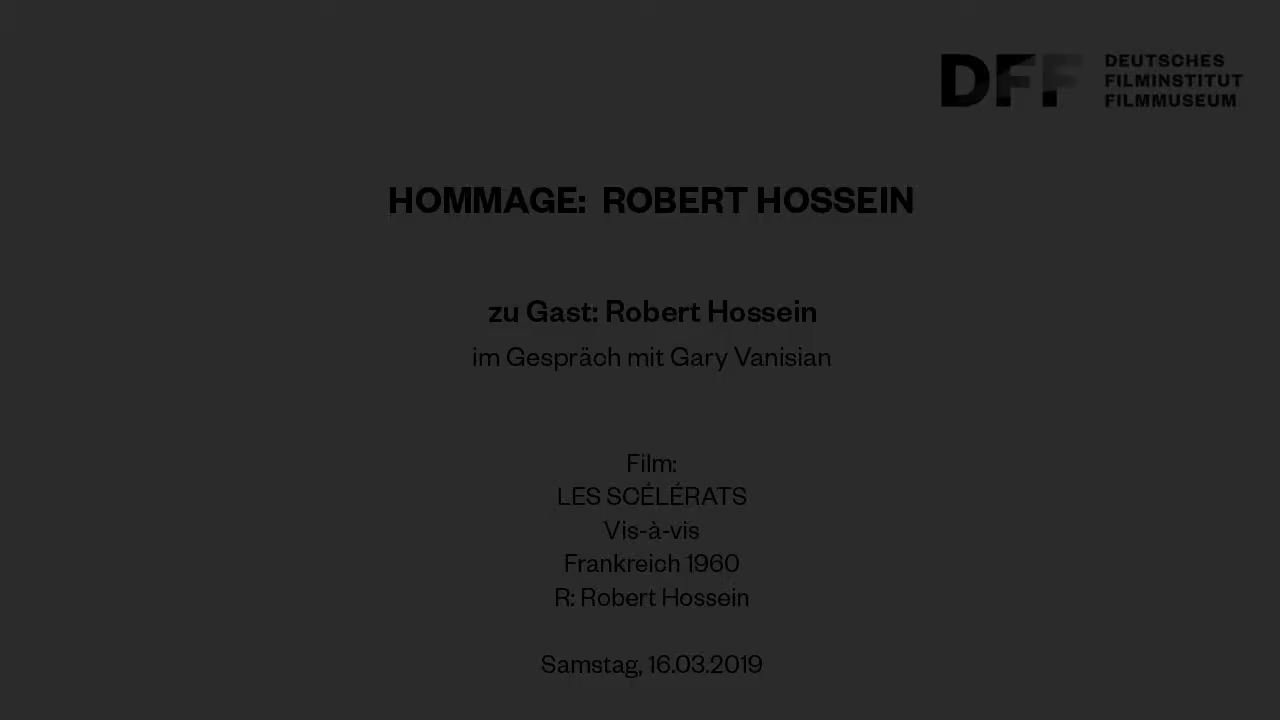 DFF
DEUTSCHES
FILMINSTITUT
FILMMUSEUM
HOMMAGE: ROBERT HOSSEIN
zu Gast: Robert Hossein
im Gespräch mit Gary Vanisian
Film:
LES SCÉLÉRATS
Vis-à-vis
Frankreich 1960
R: Robert Hossein
Samstag, 16.03.2019